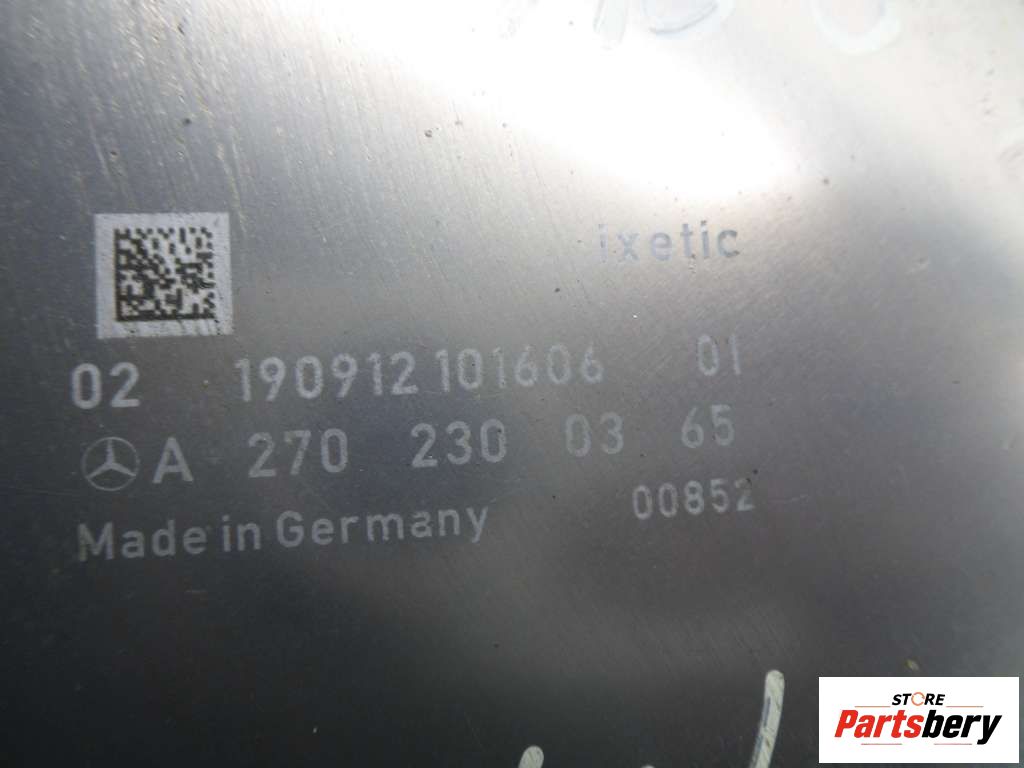 ixetic
02 190912 101606 01
A 270 230 03 65
Made in Germany 00852
STORE
Partsbery